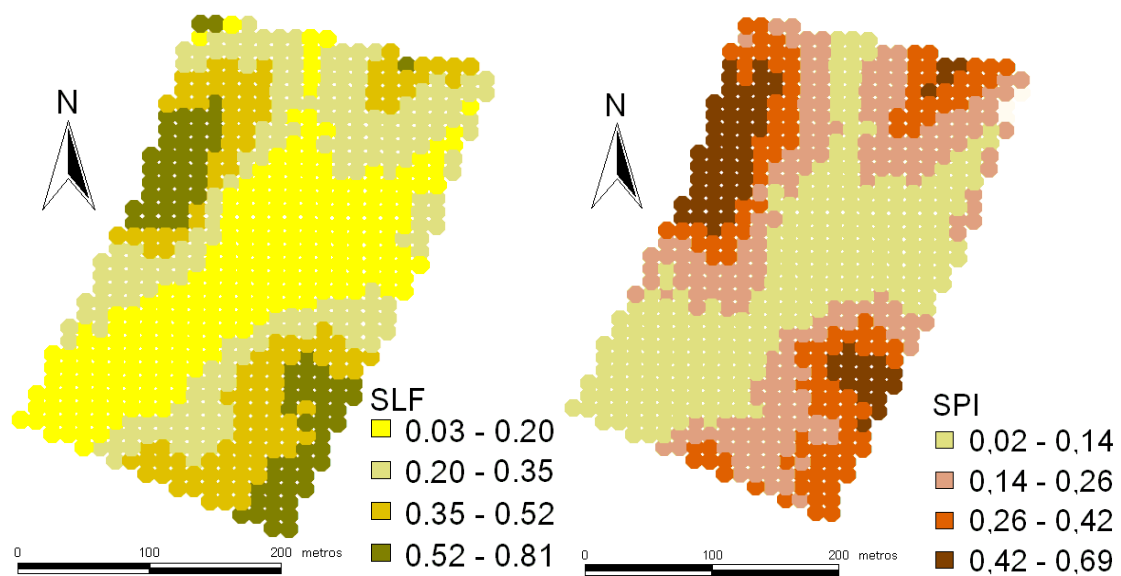 N
SLF
0.03 - 0.20
0.20 - 0.35
0.35 - 0.52
0.52 - 0.81
0 100 200 metros
N
SPI
0,02 - 0,14
0,14 - 0,26
0,26 - 0,42
0,42 - 0,69
0 100 200 metros